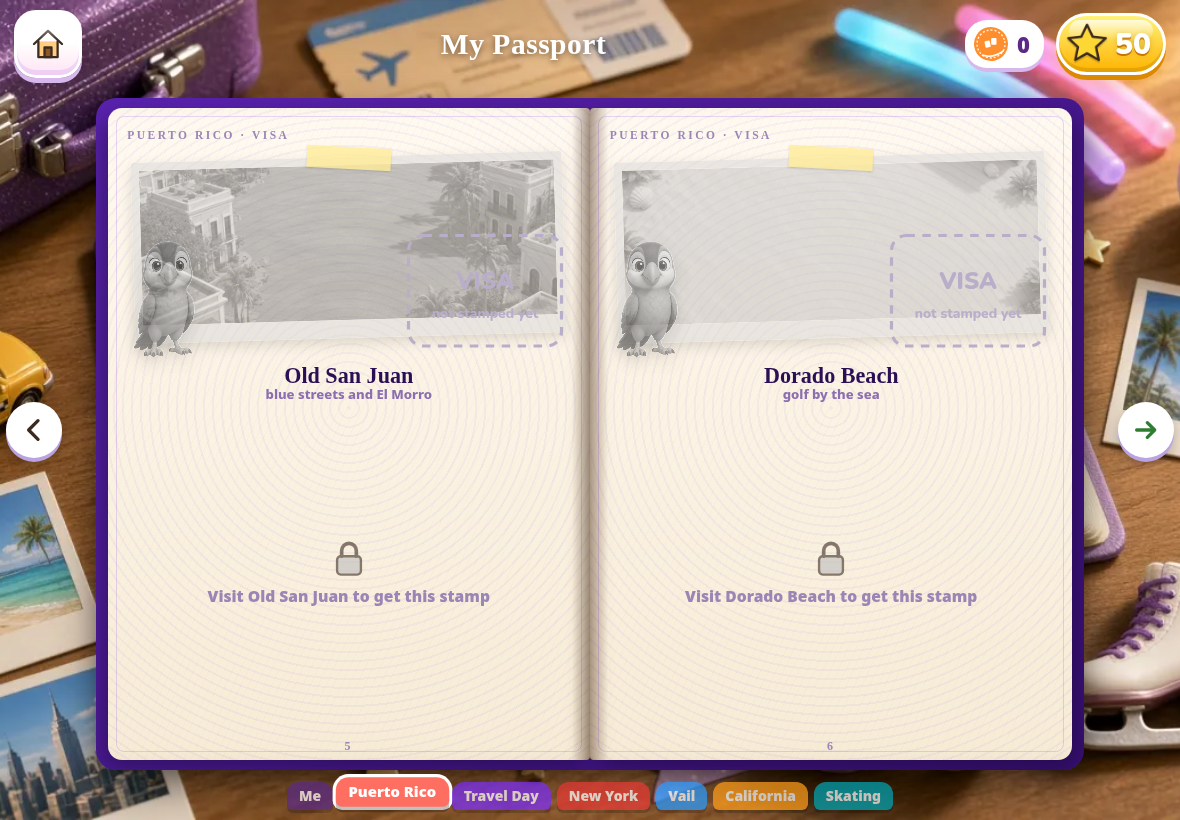 My Passport
0
50
PUERTO RICO · VISA
VISA
not stamped yet
Old San Juan
blue streets and El Morro
Visit Old San Juan to get this stamp
5
PUERTO RICO · VISA
VISA
not stamped yet
Dorado Beach
golf by the sea
Visit Dorado Beach to get this stamp
6
Me
Puerto Rico
Travel Day
New York
Vail
California
Skating